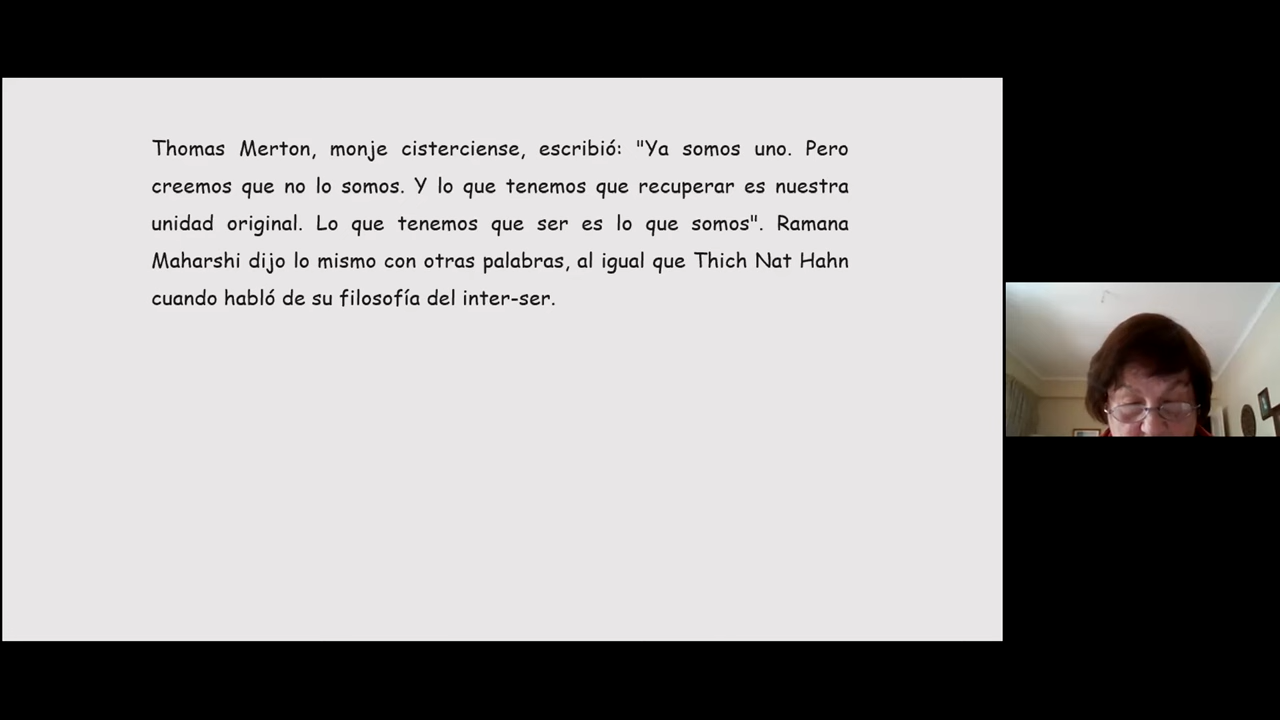 Thomas Merton, monje cisterciense, escribió: "Ya somos uno. Pero
creemos que no lo somos. Y lo que tenemos que recuperar es nuestra
unidad original. Lo que tenemos que ser es lo que somos". Ramana
Maharshi dijo lo mismo con otras palabras, al igual que Thich Nat Hahn
cuando habló de su filosofía del inter-ser.